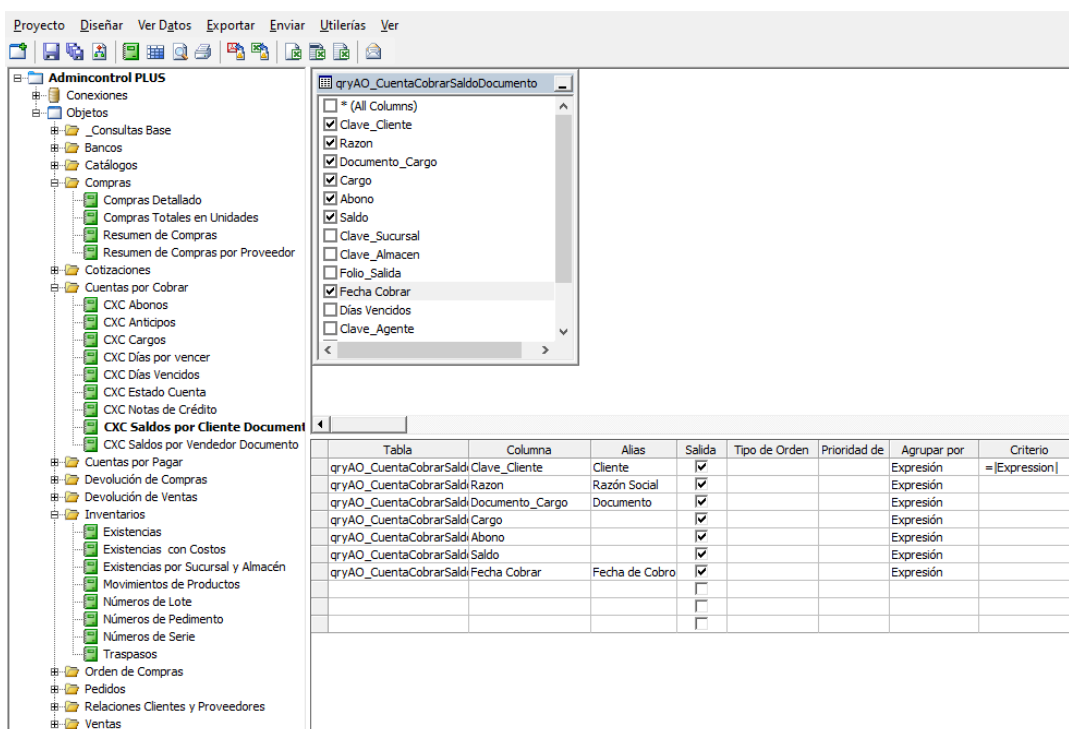 Proyecto Diseñar Ver Datos Exportar Enviar Utilerías Ver
Admincontrol PLUS
Conexiones
Objetos
_Consultas Base
Bancos
Catálogos
Compras
Compras Detallado
Compras Totales en Unidades
Resumen de Compras
Resumen de Compras por Proveedor
Cotizaciones
Cuentas por Cobrar
CXC Abonos
CXC Anticipos
CXC Cargos
CXC Días por vencer
CXC Días Vencidos
CXC Estado Cuenta
CXC Notas de Crédito
CXC Saldos por Cliente Document
CXC Saldos por Vendedor Documento
Cuentas por Pagar
Devolución de Compras
Devolución de Ventas
Inventarios
Existencias
Existencias con Costos
Existencias por Sucursal y Almacén
Movimientos de Productos
Números de Lote
Números de Pedimento
Números de Serie
Traspasos
Orden de Compras
Pedidos
Relaciones Clientes y Proveedores
Ventas
qryAO_CuentaCobrarSaldoDocumento
* (All Columns)
Clave_Cliente
Razon
Documento_Cargo
Cargo
Abono
Saldo
Clave_Sucursal
Clave_Almacen
Folio_Salida
Fecha Cobrar
Días Vencidos
Clave_Agente
Tabla Columna Alias Salida Tipo de Orden Prioridad de Agrupar por Criterio
qryAO_CuentaCobrarSald Clave_Cliente Cliente Expresión =|Expression|
qryAO_CuentaCobrarSald Razon Razón Social Expresión
qryAO_CuentaCobrarSald Documento_Cargo Documento Expresión
qryAO_CuentaCobrarSald Cargo Expresión
qryAO_CuentaCobrarSald Abono Expresión
qryAO_CuentaCobrarSald Saldo Expresión
qryAO_CuentaCobrarSald Fecha Cobrar Fecha de Cobro Expresión